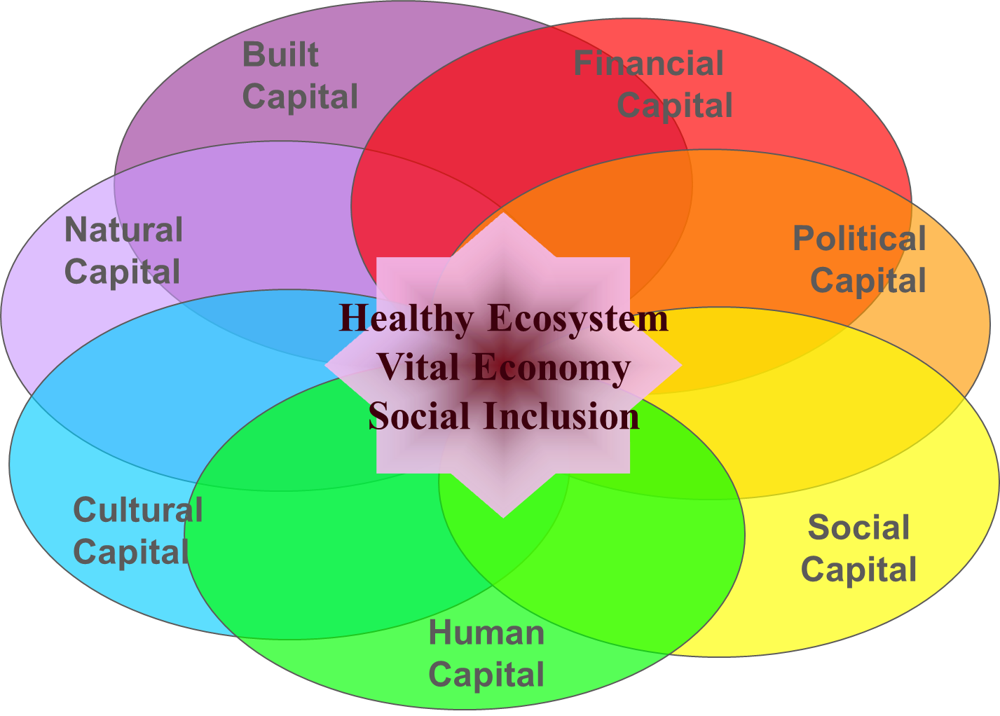 Built
Capital
Financial
Capital
Natural
Capital
Political
Capital
Healthy Ecosystem
Vital Economy
Social Inclusion
Cultural
Capital
Social
Capital
Human
Capital